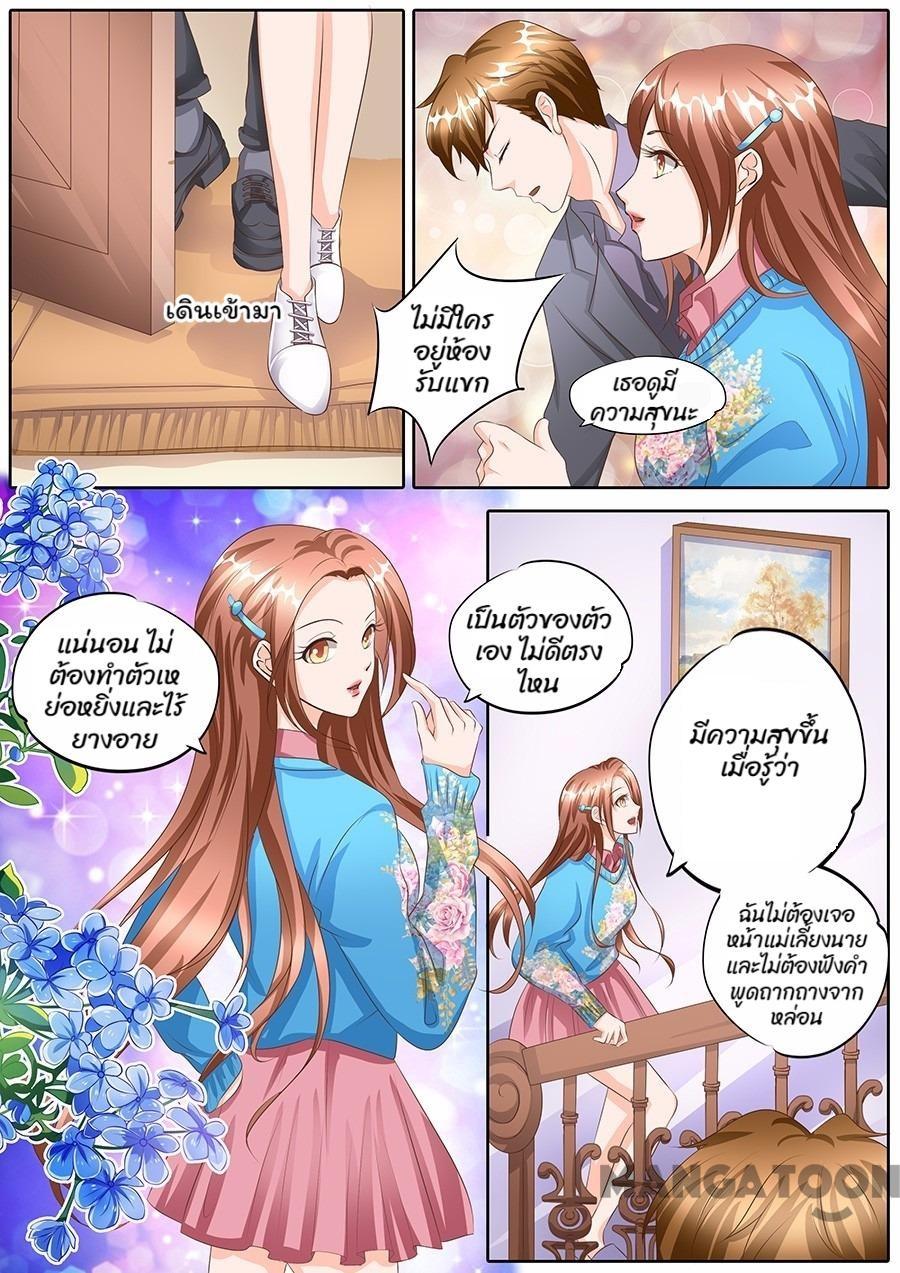 เดินเข้ามา
ไม่มีใคร
อยู่ห้อง
รับแขก
เธอดูมี
ความสุขนะ
แน่นอน ไม่
ต้องทำตัวเห
ย่อหยิ่งและไร้
ยางอาย
เป็นตัวของตัว
เอง ไม่ดีตรง
ไหน
มีความสุขขึ้น
เมื่อรู้ว่า
ฉันไม่ต้องเจอ
หน้าแม่เลี้ยงนาย
และไม่ต้องฟังคำ
พูดถากถางจาก
หล่อน
MANGATOON